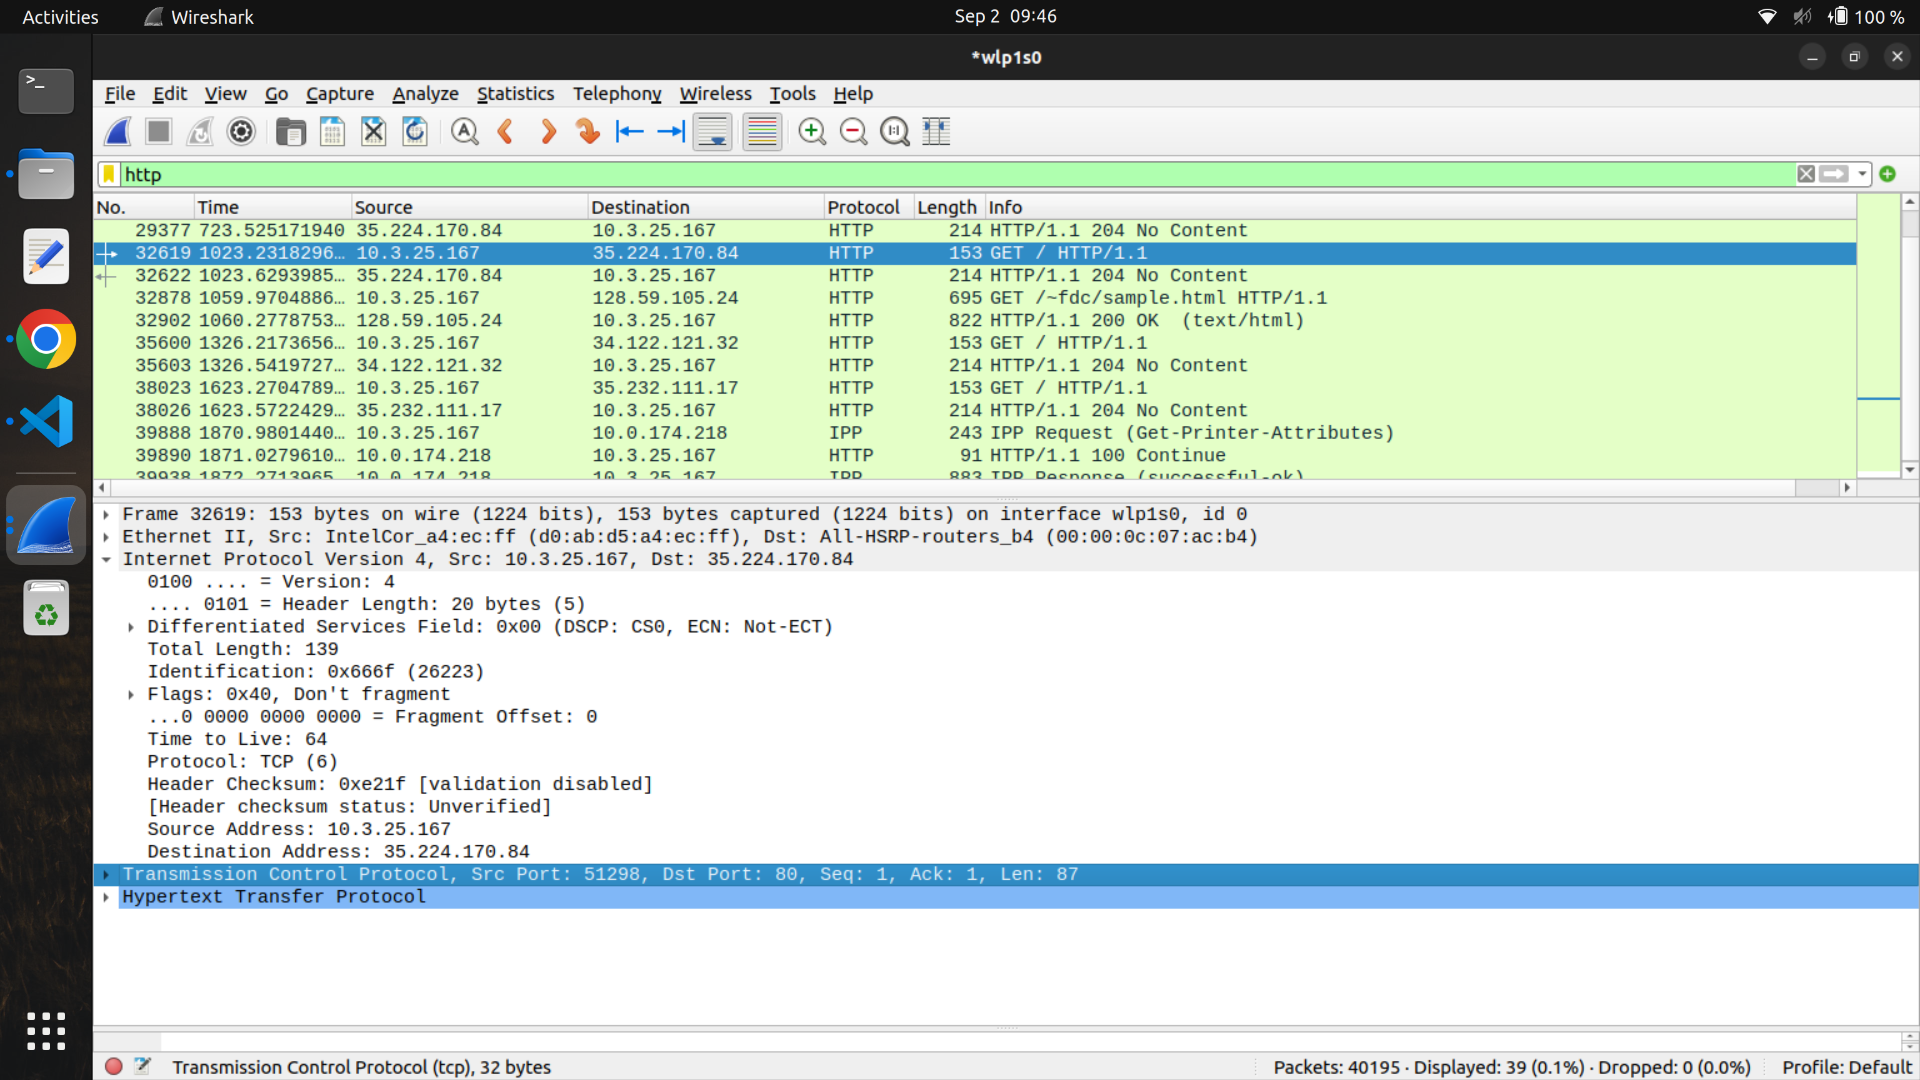 Activities
Wireshark
Sep 2 09:46
100 %
*wlp1s0
File Edit View Go Capture Analyze Statistics Telephony Wireless Tools Help
http
No. Time Source Destination Protocol Length Info
29377 723.525171940 35.224.170.84 10.3.25.167 HTTP 214 HTTP/1.1 204 No Content
32619 1023.2318296… 10.3.25.167 35.224.170.84 HTTP 153 GET / HTTP/1.1
32622 1023.6293985… 35.224.170.84 10.3.25.167 HTTP 214 HTTP/1.1 204 No Content
32878 1059.9704886… 10.3.25.167 128.59.105.24 HTTP 695 GET /~fdc/sample.html HTTP/1.1
32902 1060.2778753… 128.59.105.24 10.3.25.167 HTTP 822 HTTP/1.1 200 OK (text/html)
35600 1326.2173656… 10.3.25.167 34.122.121.32 HTTP 153 GET / HTTP/1.1
35603 1326.5419727… 34.122.121.32 10.3.25.167 HTTP 214 HTTP/1.1 204 No Content
38023 1623.2704789… 10.3.25.167 35.232.111.17 HTTP 153 GET / HTTP/1.1
38026 1623.5722429… 35.232.111.17 10.3.25.167 HTTP 214 HTTP/1.1 204 No Content
39888 1870.9801440… 10.3.25.167 10.0.174.218 IPP 243 IPP Request (Get-Printer-Attributes)
39890 1871.0279610… 10.0.174.218 10.3.25.167 HTTP 91 HTTP/1.1 100 Continue
39938 1872.2713965… 10.0.174.218 10.3.25.167 IPP 883 IPP Response (successful-ok)
Frame 32619: 153 bytes on wire (1224 bits), 153 bytes captured (1224 bits) on interface wlp1s0, id 0
Ethernet II, Src: IntelCor_a4:ec:ff (d0:ab:d5:a4:ec:ff), Dst: All-HSRP-routers_b4 (00:00:0c:07:ac:b4)
Internet Protocol Version 4, Src: 10.3.25.167, Dst: 35.224.170.84
0100 .... = Version: 4
.... 0101 = Header Length: 20 bytes (5)
Differentiated Services Field: 0x00 (DSCP: CS0, ECN: Not-ECT)
Total Length: 139
Identification: 0x666f (26223)
Flags: 0x40, Don't fragment
...0 0000 0000 0000 = Fragment Offset: 0
Time to Live: 64
Protocol: TCP (6)
Header Checksum: 0xe21f [validation disabled]
[Header checksum status: Unverified]
Source Address: 10.3.25.167
Destination Address: 35.224.170.84
Transmission Control Protocol, Src Port: 51298, Dst Port: 80, Seq: 1, Ack: 1, Len: 87
Hypertext Transfer Protocol
Transmission Control Protocol (tcp), 32 bytes
Packets: 40195 · Displayed: 39 (0.1%) · Dropped: 0 (0.0%)
Profile: Default